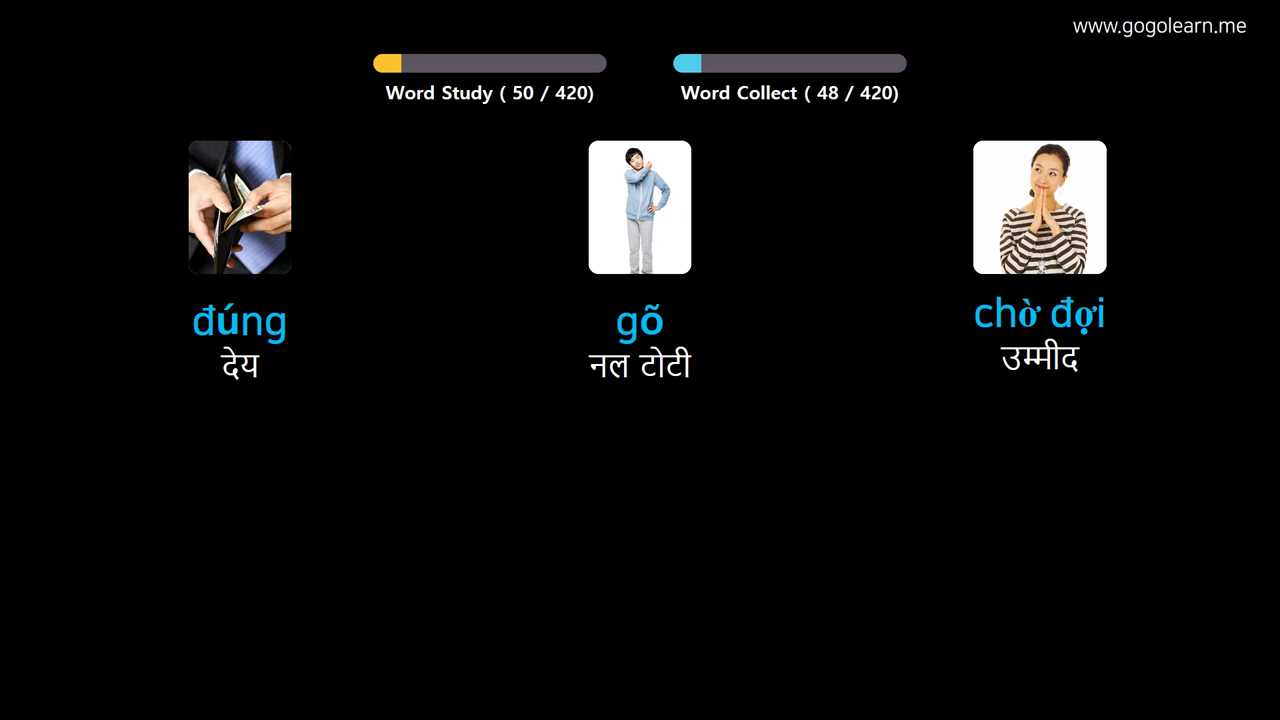 www.gogolearn.me
Word Study ( 50 / 420)
Word Collect ( 48 / 420)
đúng
देय
gõ
नल टोटी
chờ đợi
उम्मीद